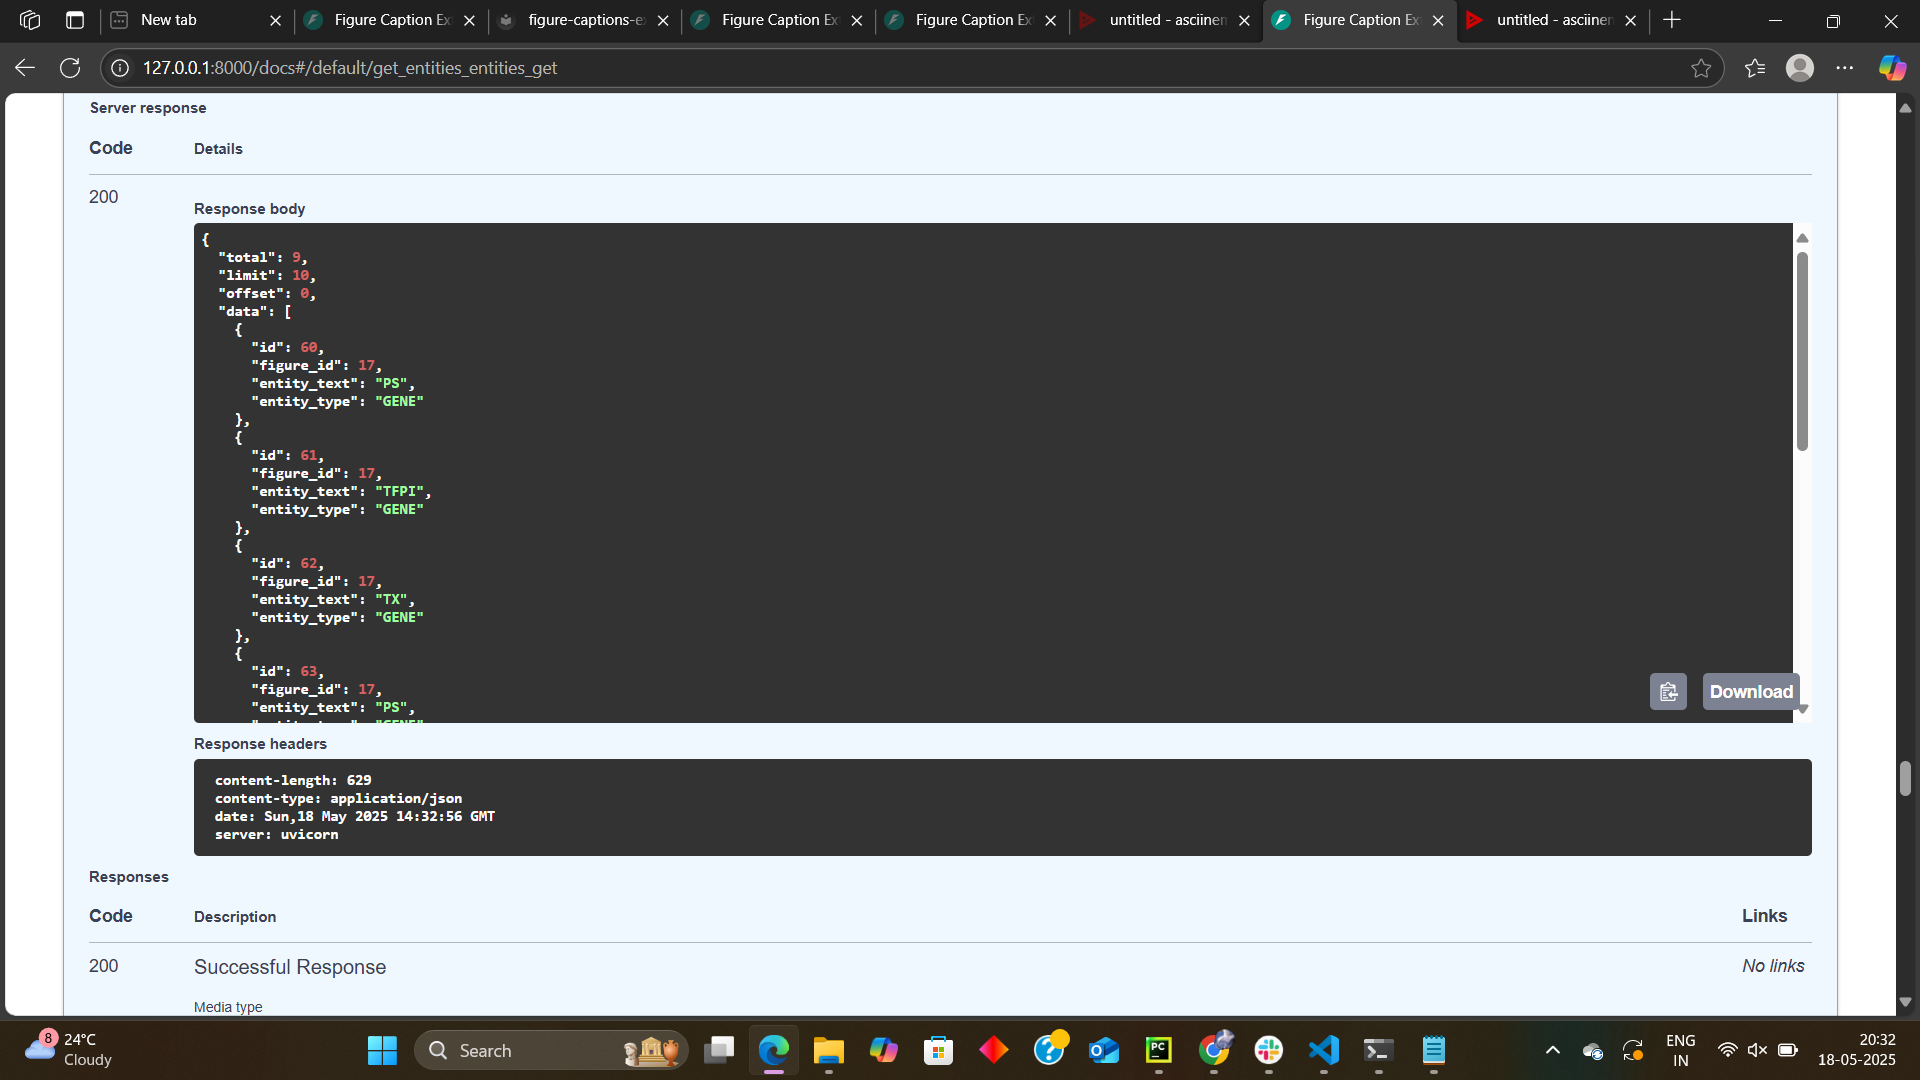 New tab
Figure Caption Ex
figure-captions-e
Figure Caption Ex
Figure Caption Ex
untitled - asciinem
Figure Caption Ex
untitled - asciinem
127.0.0.1:8000/docs#/default/get_entities_entities_get
Server response
Code Details
200
Response body
{
"total": 9,
"limit": 10,
"offset": 0,
"data": [
{
"id": 60,
"figure_id": 17,
"entity_text": "PS",
"entity_type": "GENE"
},
{
"id": 61,
"figure_id": 17,
"entity_text": "TFPI",
"entity_type": "GENE"
},
{
"id": 62,
"figure_id": 17,
"entity_text": "TX",
"entity_type": "GENE"
},
{
"id": 63,
"figure_id": 17,
"entity_text": "PS",
Download
Response headers
content-length: 629
content-type: application/json
date: Sun,18 May 2025 14:32:56 GMT
server: uvicorn
Responses
Code Description Links
200 Successful Response No links
Media type
8
24°C
Cloudy
Search
PC
ENG
IN
20:32
18-05-2025